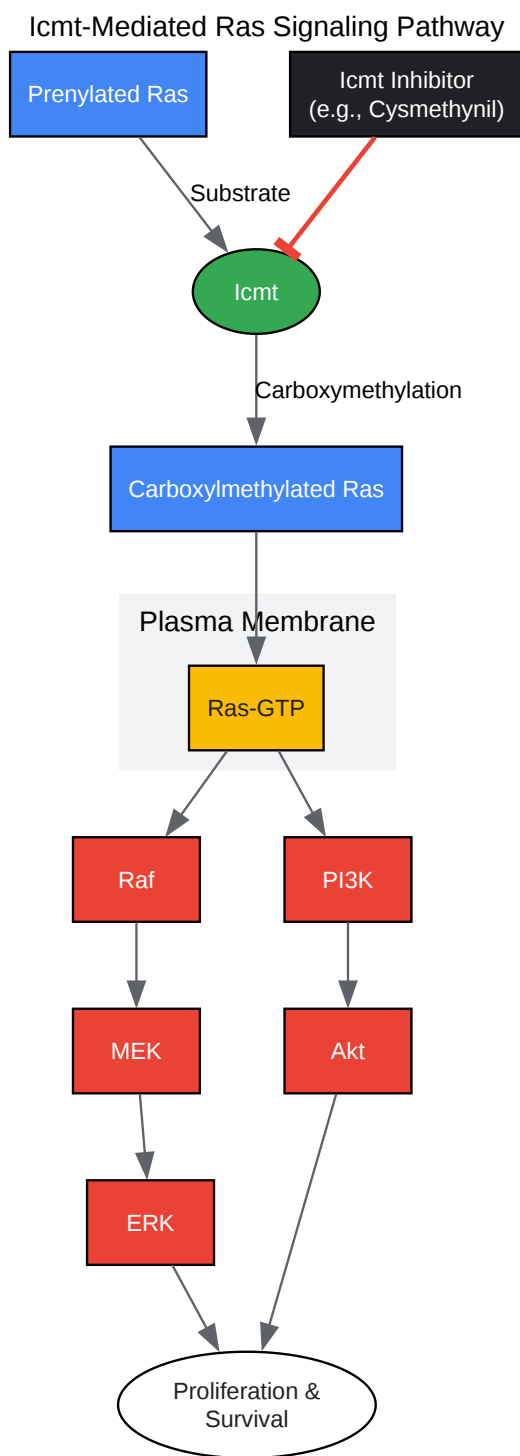 Icmt-Mediated Ras Signaling Pathway
Prenylated Ras
Icmt Inhibitor
(e.g., Cysmethynil)
Substrate
Icmt
Carboxymethylation
Carboxylmethylated Ras
Plasma Membrane
Ras-GTP
Raf
PI3K
MEK
Akt
ERK
Proliferation &
Survival